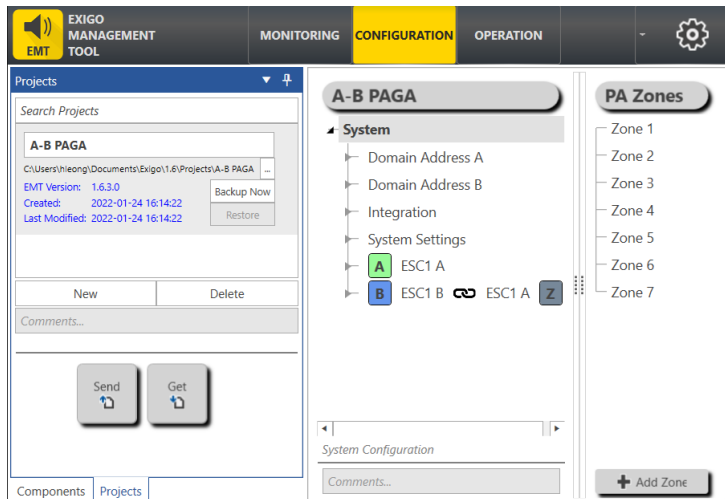 EXIGO
MANAGEMENT
TOOL
EMT
MONITORING
CONFIGURATION
OPERATION
Projects
Search Projects
A-B PAGA
C:\Users\hleong\Documents\Exigo\1.6\Projects\A-B PAGA ...
EMT Version: 1.6.3.0
Backup Now
Created: 2022-01-24 16:14:22
Last Modified: 2022-01-24 16:14:22
Restore
New
Delete
Comments...
Send
Get
Components
Projects
A-B PAGA
System
Domain Address A
Domain Address B
Integration
System Settings
A ESC1 A
B ESC1 B ESC1 A Z
System Configuration
Comments...
PA Zones
Zone 1
Zone 2
Zone 3
Zone 4
Zone 5
Zone 6
Zone 7
+ Add Zone